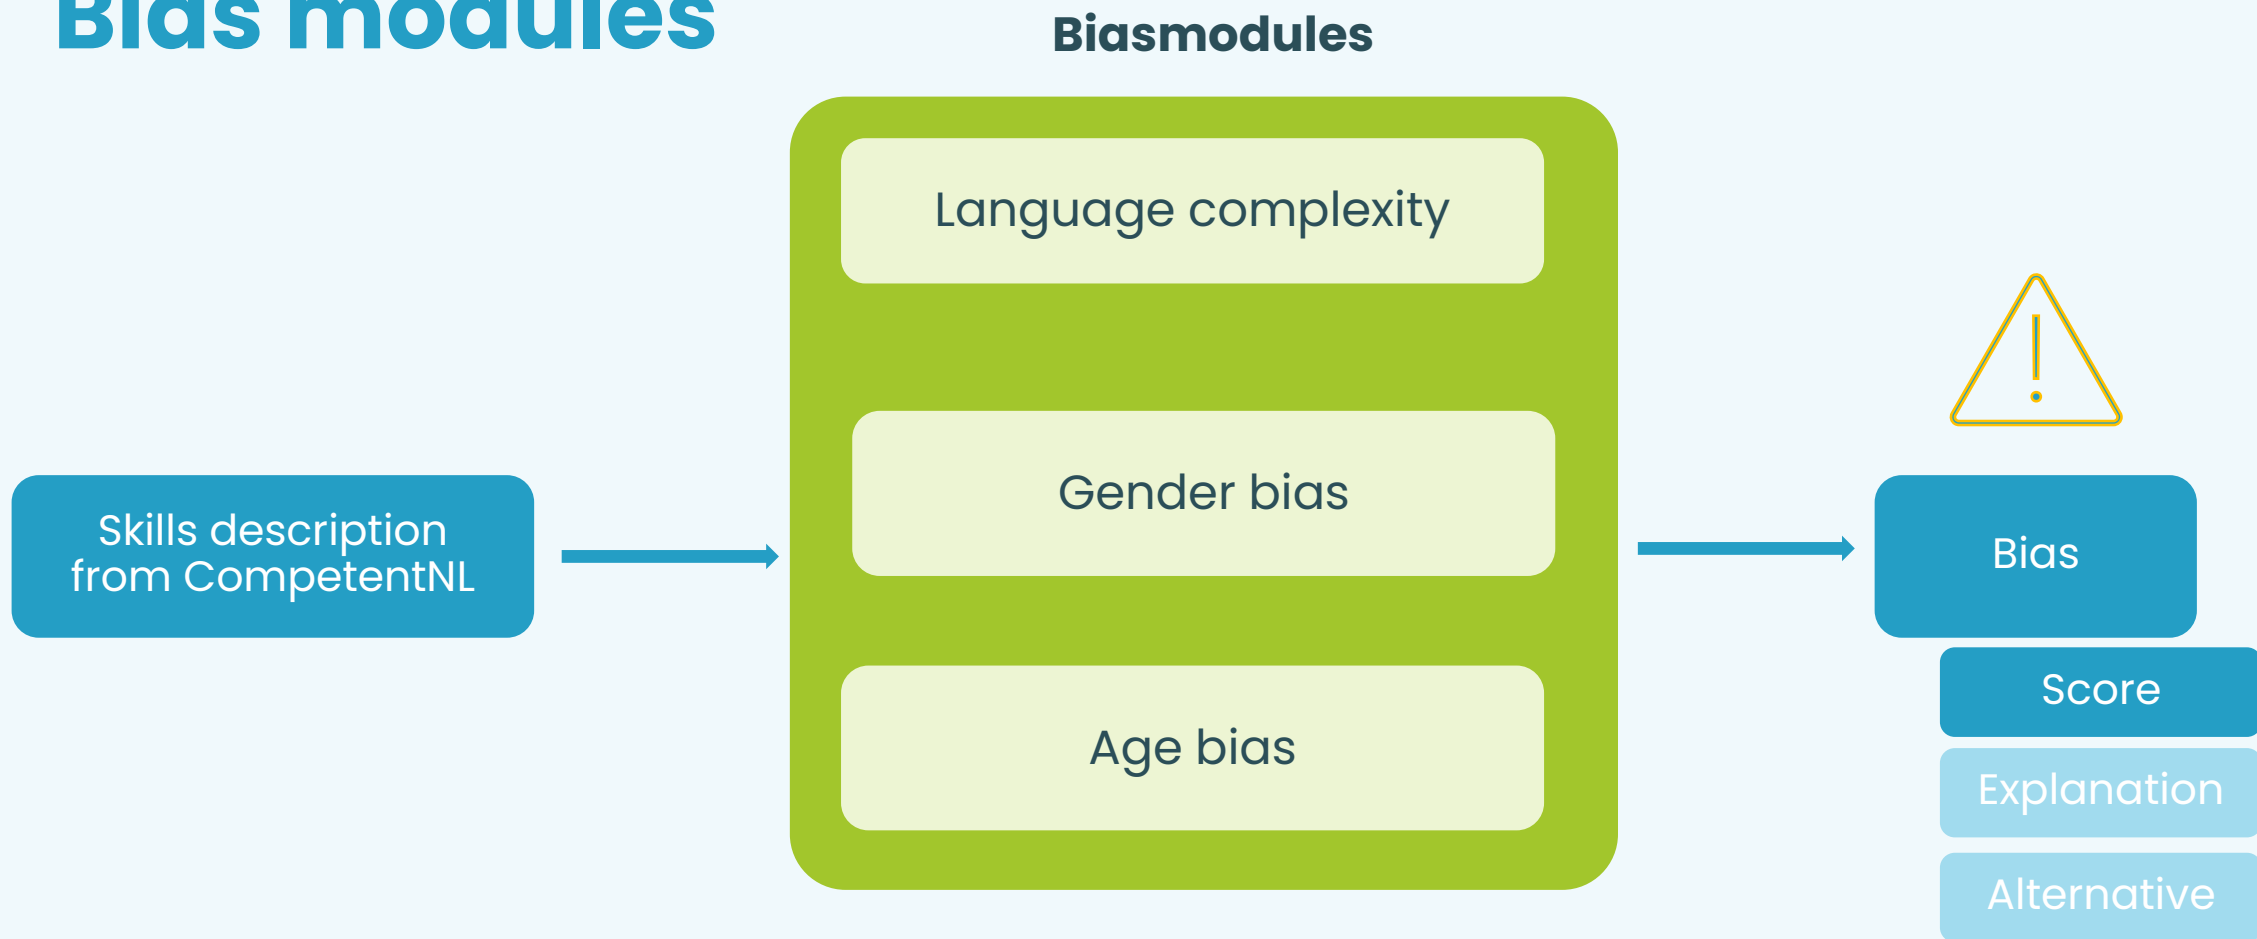 Bias modules
Biasmodules
Language complexity
Gender bias
Age bias
Skills description
from CompetentNL
Bias
Score
Explanation
Alternative